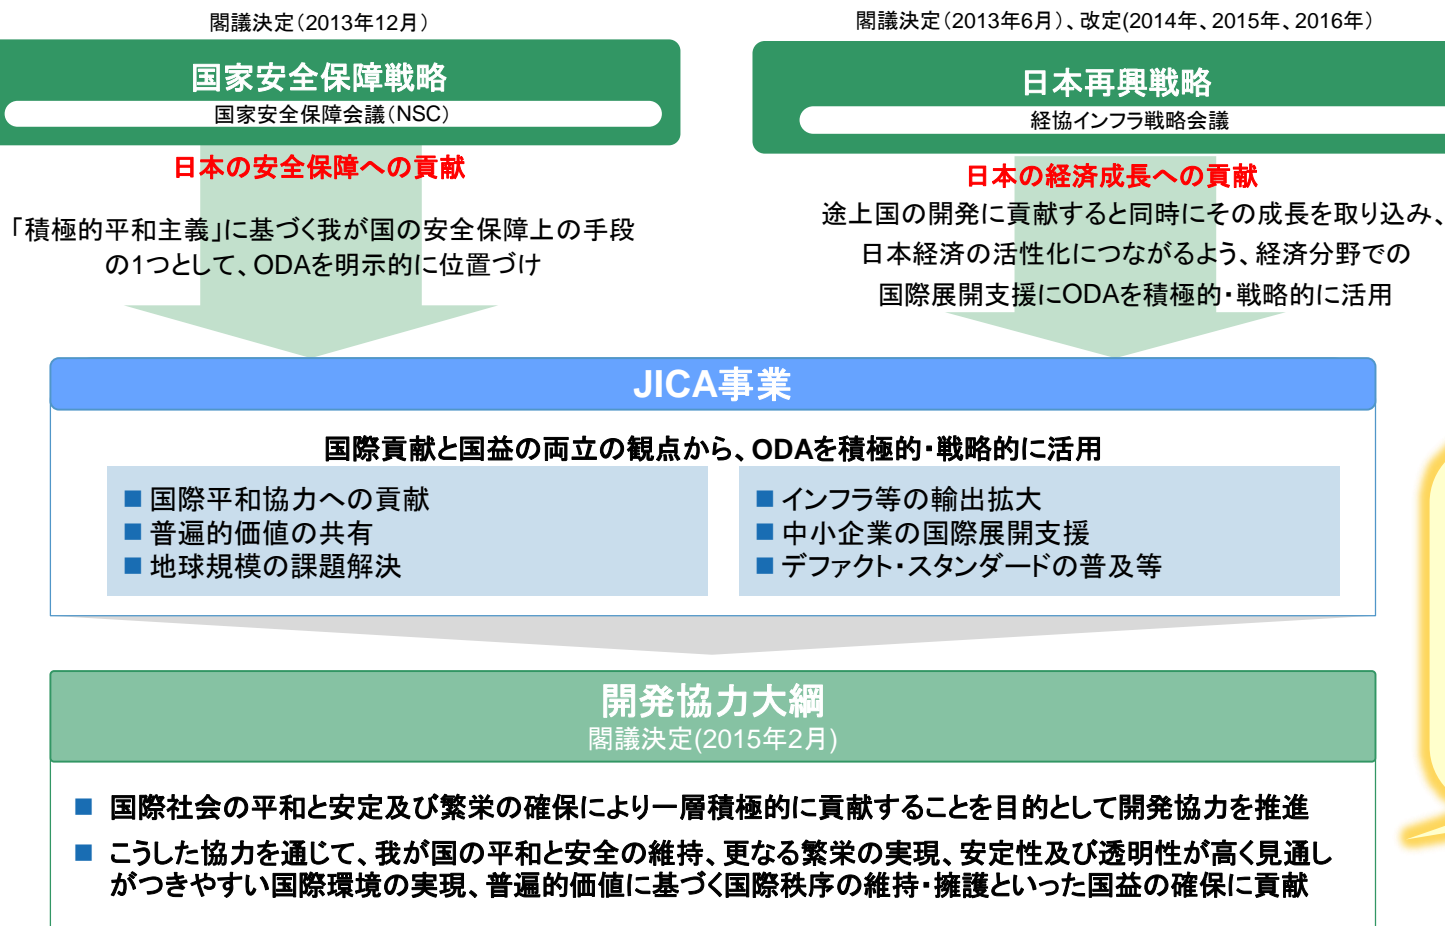 閣議決定（2013年12月）
国家安全保障戦略
国家安全保障会議（NSC）
日本の安全保障への貢献
「積極的平和主義」に基づく我が国の安全保障上の手段
の1つとして、ODAを明示的に位置づけ
閣議決定（2013年6月）、改定(2014年、2015年、2016年）
日本再興戦略
経協インフラ戦略会議
日本の経済成長への貢献
途上国の開発に貢献すると同時にその成長を取り込み、
日本経済の活性化につながるよう、経済分野での
国際展開支援にODAを積極的・戦略的に活用
JICA事業
国際貢献と国益の両立の観点から、ODAを積極的・戦略的に活用
■ 国際平和協力への貢献
■ 普遍的価値の共有
■ 地球規模の課題解決
■ インフラ等の輸出拡大
■ 中小企業の国際展開支援
■ デファクト・スタンダードの普及等
開発協力大綱
閣議決定(2015年2月)
■ 国際社会の平和と安定及び繁栄の確保により一層積極的に貢献することを目的として開発協力を推進
■ こうした協力を通じて、我が国の平和と安全の維持、更なる繁栄の実現、安定性及び透明性が高く見通し
がつきやすい国際環境の実現、普遍的価値に基づく国際秩序の維持・擁護といった国益の確保に貢献